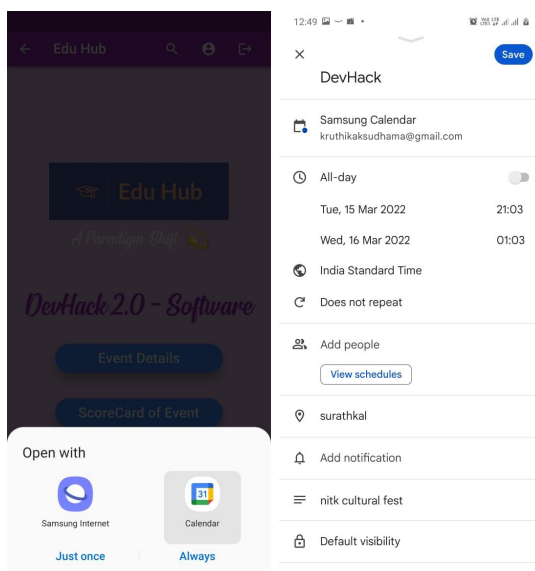 Edu Hub
Edu Hub
A Paradigm Shift
DevHack 2.0 - Software
Event Details
ScoreCard of Event
Open with
31
Samsung Internet
Calendar
Just once
Always
12:49
Save
DevHack
Samsung Calendar
kruthikaksudhama@gmail.com
All-day
Tue, 15 Mar 2022 21:03
Wed, 16 Mar 2022 01:03
India Standard Time
Does not repeat
Add people
View schedules
surathkal
Add notification
nitk cultural fest
Default visibility